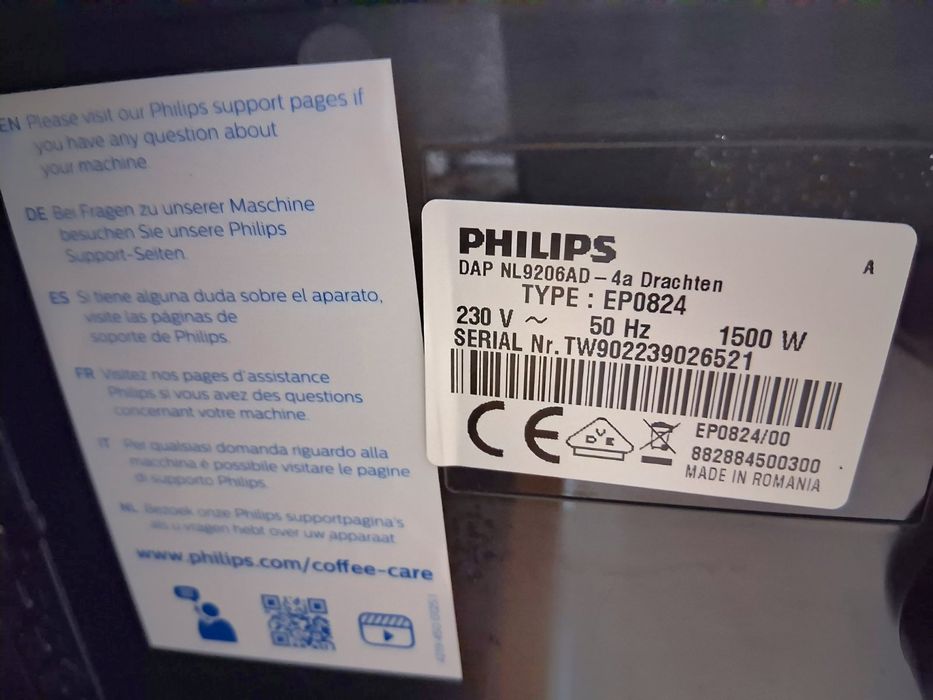 EN Please visit our Philips support pages if
you have any question about
your machine.
DE Bei Fragen zu unserer Maschine
besuchen Sie unsere Philips
Support-Seiten.
ES Si tiene alguna duda sobre el aparato,
visite las páginas de
soporte de Philips.
FR Visitez nos pages d'assistance
Philips si vous avez des questions
concernant votre machine.
IT Per qualsiasi domanda riguardo alla
macchina è possibile visitare le pagine
di supporto Philips.
NL Bezoek onze Philips supportpagina's
als u vragen hebt over uw apparaat
www.philips.com/coffee-care
PHILIPS
A
DAP NL9206AD-4a Drachten
TYPE : EP0824
230 V ~ 50 Hz 1500 W
SERIAL Nr. TW902239026521
CE
DVE
EP0824/00
882884500300
MADE IN ROMANIA